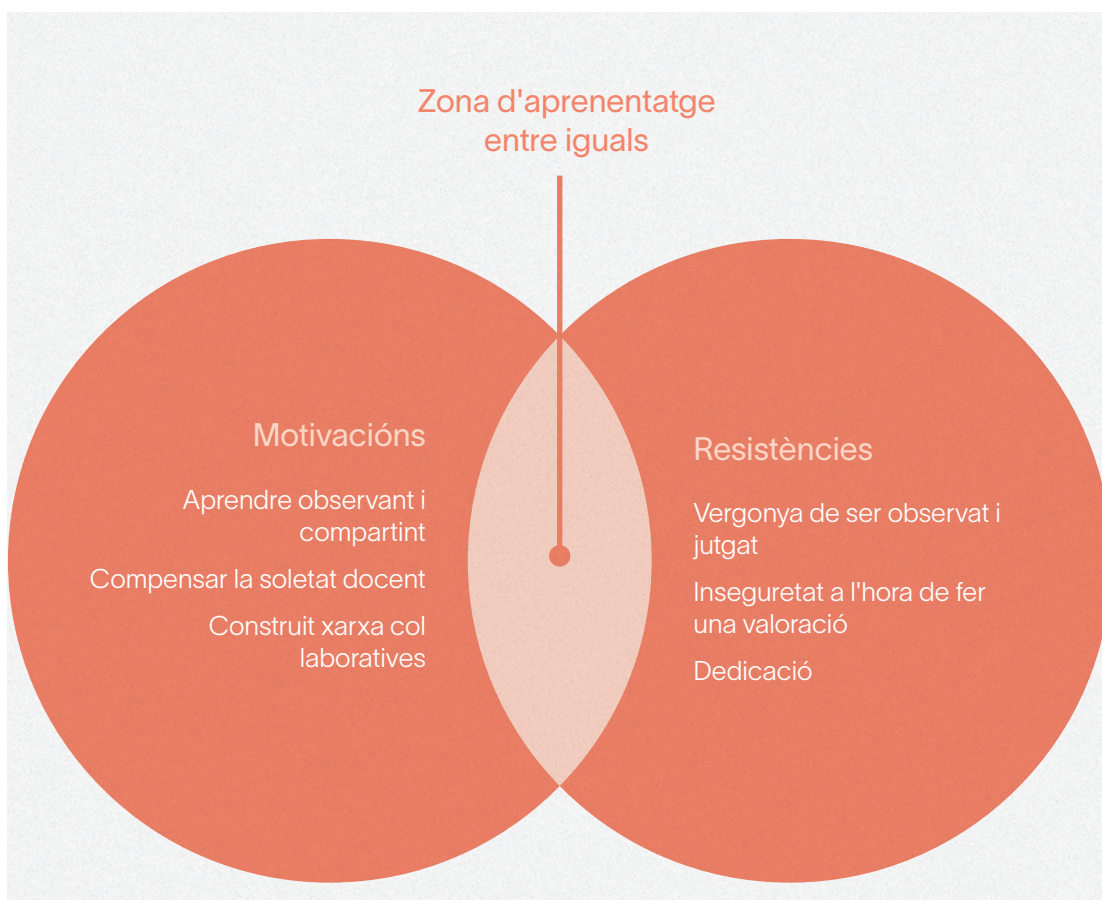 Zona d'aprenentatge
entre iguals
Motivacións
Aprendre observant i
compartint
Compensar la soletat docent
Construit xarxa col
laboratives
Resistències
Vergonya de ser observat i
jutgat
Inseguretat a l'hora de fer
una valoració
Dedicació